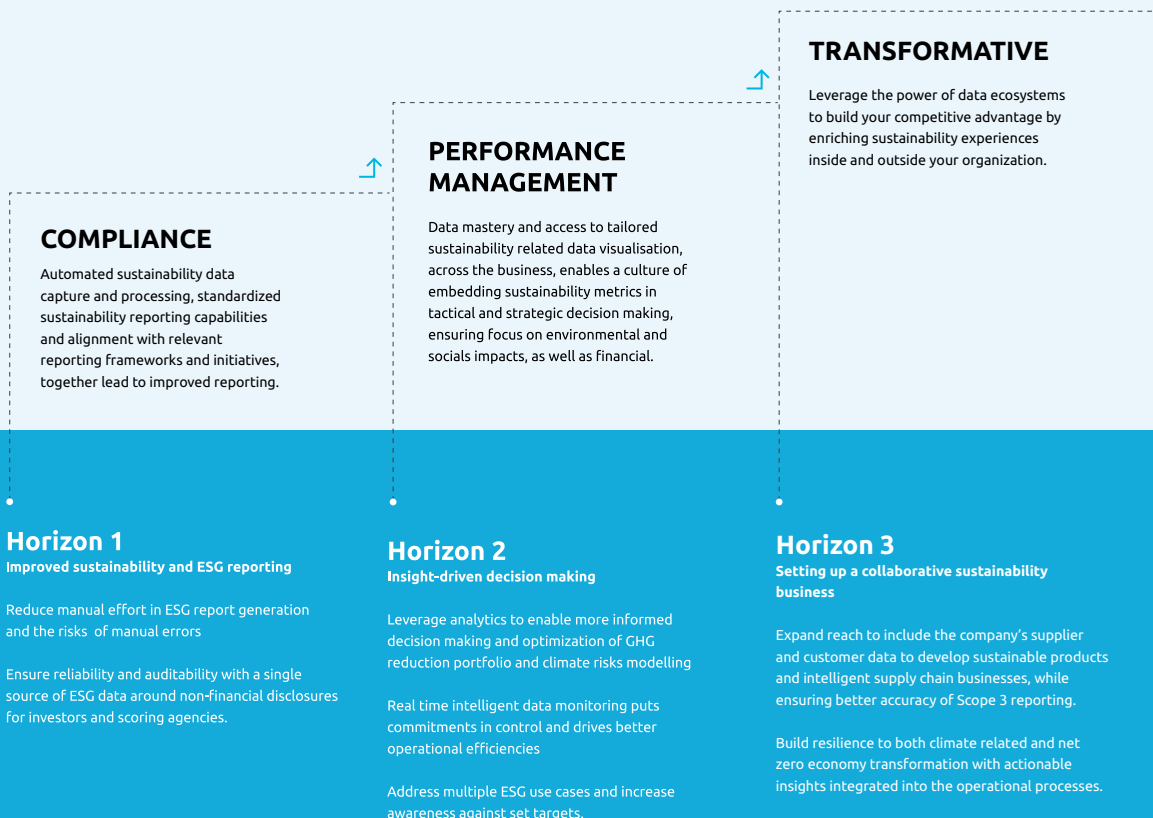 TRANSFORMATIVE
Leverage the power of data ecosystems
to build your competitive advantage by
enriching sustainability experiences
inside and outside your organization.
PERFORMANCE
MANAGEMENT
Data mastery and access to tailored
sustainability related data visualisation,
across the business, enables a culture of
embedding sustainability metrics in
tactical and strategic decision making,
ensuring focus on environmental and
socials impacts, as well as financial.
COMPLIANCE
Automated sustainability data
capture and processing, standardized
sustainability reporting capabilities
and alignment with relevant
reporting frameworks and initiatives,
together lead to improved reporting.
Horizon 1
Improved sustainability and ESG reporting
Reduce manual effort in ESG report generation
and the risks of manual errors
Ensure reliability and auditability with a single
source of ESG data around non-financial disclosures
for investors and scoring agencies.
Horizon 2
Insight-driven decision making
Leverage analytics to enable more informed
decision making and optimization of GHG
reduction portfolio and climate risks modelling
Real time intelligent data monitoring puts
commitments in control and drives better
operational efficiencies
Address multiple ESG use cases and increase
awareness against set targets.
Horizon 3
Setting up a collaborative sustainability
business
Expand reach to include the company's supplier
and customer data to develop sustainable products
and intelligent supply chain businesses, while
ensuring better accuracy of Scope 3 reporting.
Build resilience to both climate related and net
zero economy transformation with actionable
insights integrated into the operational processes.